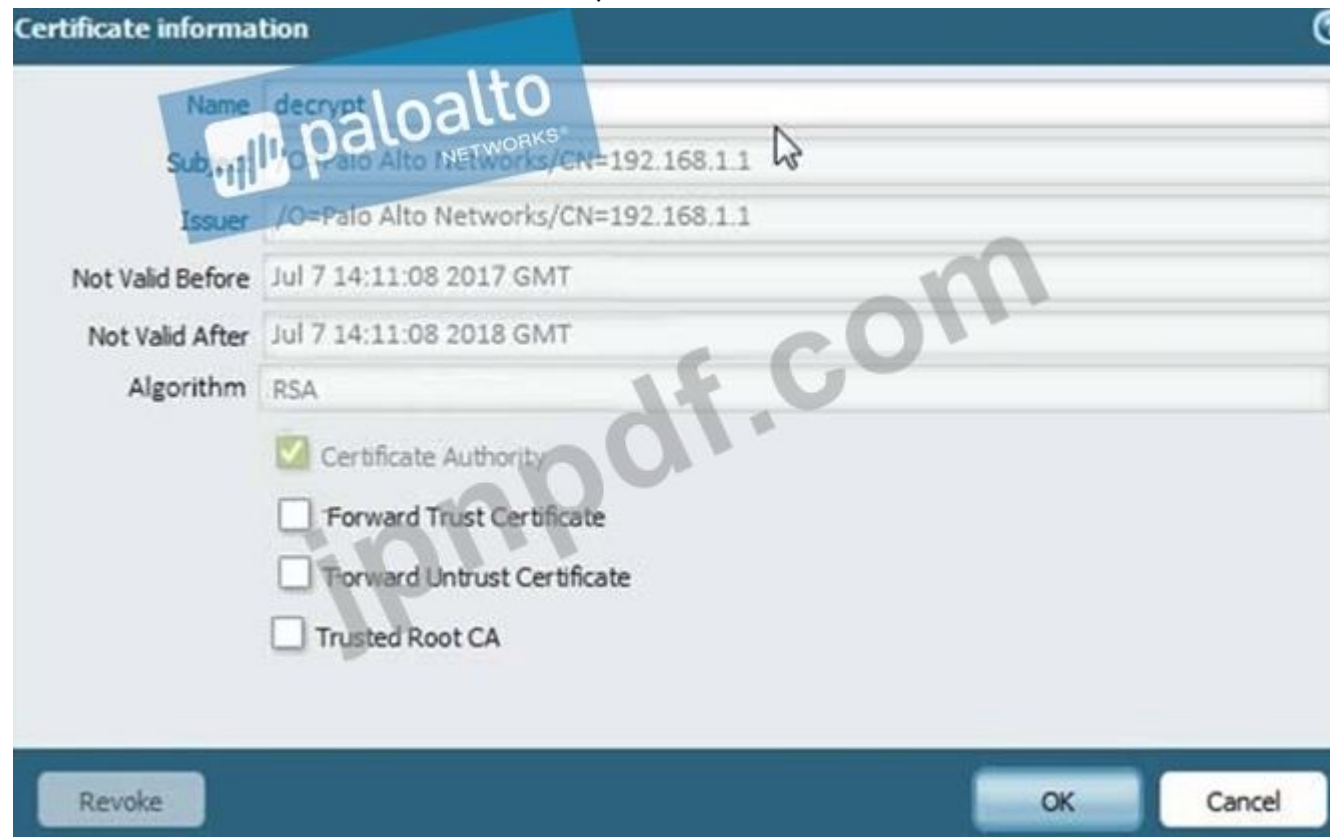 Certificate information
Name decrypt
paloalto
NETWORKS®
/O=Palo Alto Networks/CN=192.168.1.1
Issuer /O=Palo Alto Networks/CN=192.168.1.1
Not Valid Before Jul 7 14:11:08 2017 GMT
Not Valid After Jul 7 14:11:08 2018 GMT
Algorithm RSA
Certificate Authority
Forward Trust Certificate
Forward Untrust Certificate
Trusted Root CA
jpnpdf.com
Revoke OK Cancel